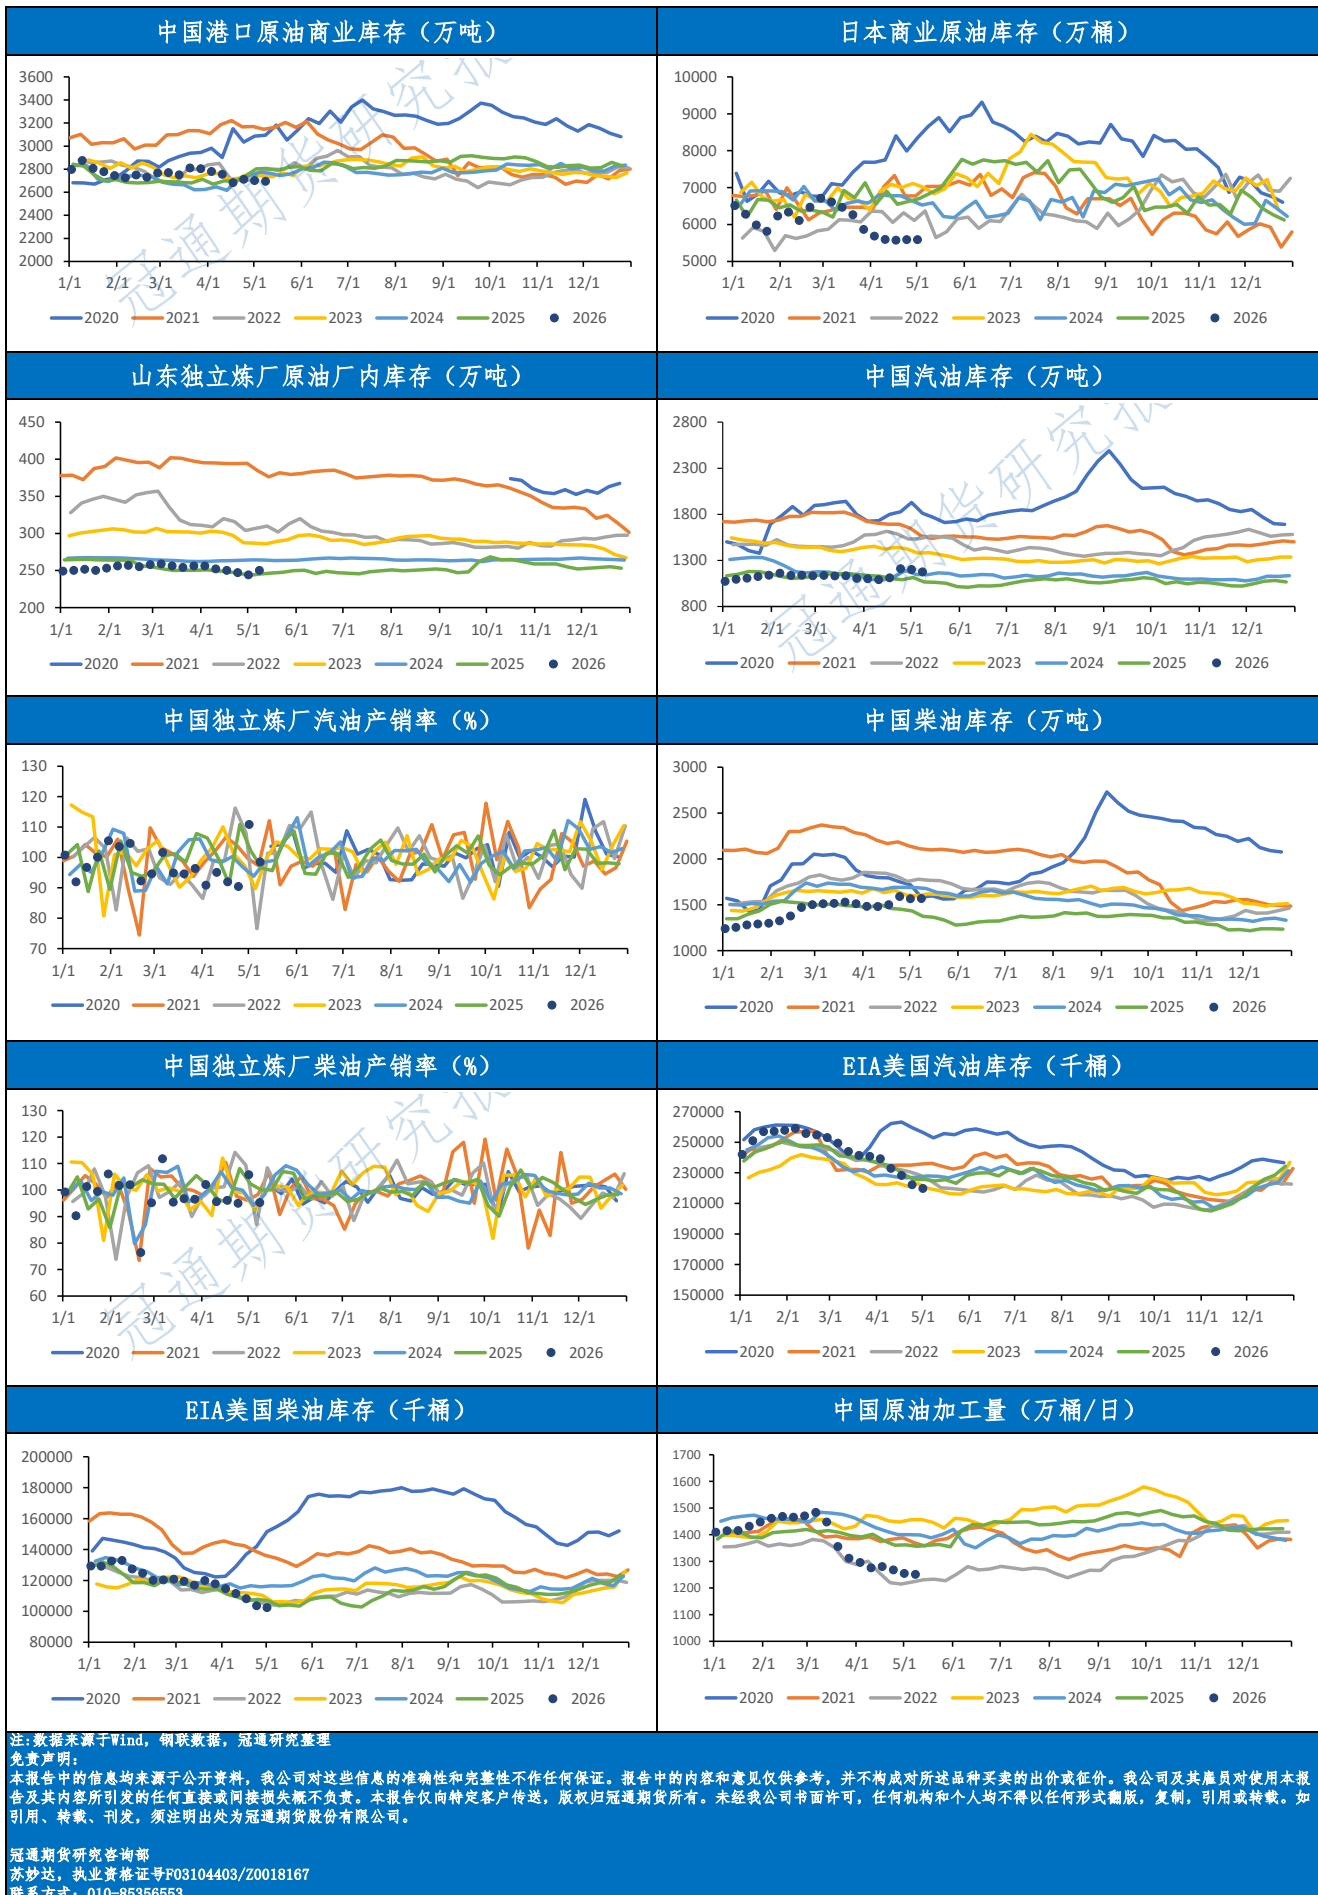 中国港口原油商业库存（万吨）
3600
3400
3200
3000
2800
2600
2400
2200
2000
1/1 2/1 3/1 4/1 5/1 6/1 7/1 8/1 9/1 10/1 11/1 12/1
2020 2021 2022 2023 2024 2025 2026
日本商业原油库存（万桶）
10000
9000
8000
7000
6000
5000
1/1 2/1 3/1 4/1 5/1 6/1 7/1 8/1 9/1 10/1 11/1 12/1
2020 2021 2022 2023 2024 2025 2026
冠通期货研究报
山东独立炼厂原油厂内库存（万吨）
450
400
350
300
250
200
1/1 2/1 3/1 4/1 5/1 6/1 7/1 8/1 9/1 10/1 11/1 12/1
2020 2021 2022 2023 2024 2025 2026
中国汽油库存（万吨）
2800
2300
1800
1300
800
1/1 2/1 3/1 4/1 5/1 6/1 7/1 8/1 9/1 10/1 11/1 12/1
2020 2021 2022 2023 2024 2025 2026
冠通期货研究报
中国独立炼厂汽油产销率（%）
130
120
110
100
90
80
70
1/1 2/1 3/1 4/1 5/1 6/1 7/1 8/1 9/1 10/1 11/1 12/1
2020 2021 2022 2023 2024 2025 2026
中国柴油库存（万吨）
3000
2500
2000
1500
1000
1/1 2/1 3/1 4/1 5/1 6/1 7/1 8/1 9/1 10/1 11/1 12/1
2020 2021 2022 2023 2024 2025 2026
中国独立炼厂柴油产销率（%）
130
120
110
100
90
80
70
60
1/1 2/1 3/1 4/1 5/1 6/1 7/1 8/1 9/1 10/1 11/1 12/1
2020 2021 2022 2023 2024 2025 2026
冠通期货研究报
EIA美国汽油库存（千桶）
270000
250000
230000
210000
190000
170000
150000
1/1 2/1 3/1 4/1 5/1 6/1 7/1 8/1 9/1 10/1 11/1 12/1
2020 2021 2022 2023 2024 2025 2026
EIA美国柴油库存（千桶）
200000
180000
160000
140000
120000
100000
80000
1/1 2/1 3/1 4/1 5/1 6/1 7/1 8/1 9/1 10/1 11/1 12/1
2020 2021 2022 2023 2024 2025 2026
中国原油加工量（万桶/日）
1700
1600
1500
1400
1300
1200
1100
1000
1/1 2/1 3/1 4/1 5/1 6/1 7/1 8/1 9/1 10/1 11/1 12/1
2020 2021 2022 2023 2024 2025 2026
注:数据来源于Wind，钢联数据，冠通研究整理
免责声明：
本报告中的信息均来源于公开资料，我公司对这些信息的准确性和完整性不作任何保证。报告中的内容和意见仅供参考，并不构成对所述品种买卖的出价或征价。我公司及其雇员对使用本报
告及其内容所引发的任何直接或间接损失概不负责。本报告仅向特定客户传送，版权归冠通期货所有。未经我公司书面许可，任何机构和个人均不得以任何形式翻版，复制，引用或转载。如
引用、转载、刊发，须注明出处为冠通期货股份有限公司。
冠通期货研究咨询部
苏妙达，执业资格证号F03104403/Z0018167
联系方式：010-85356553